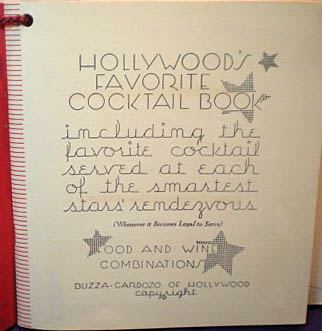 HOLLYWOOD'S
FAVORITE
COCKTAIL BOOK
including the
favorite cocktail
served at each
of the smartest
stars' rendezvous
(Whenever it Becomes Legal to Serve)
FOOD AND WINE
COMBINATIONS
BUZZA-CARDOZO OF HOLLYWOOD
copyright